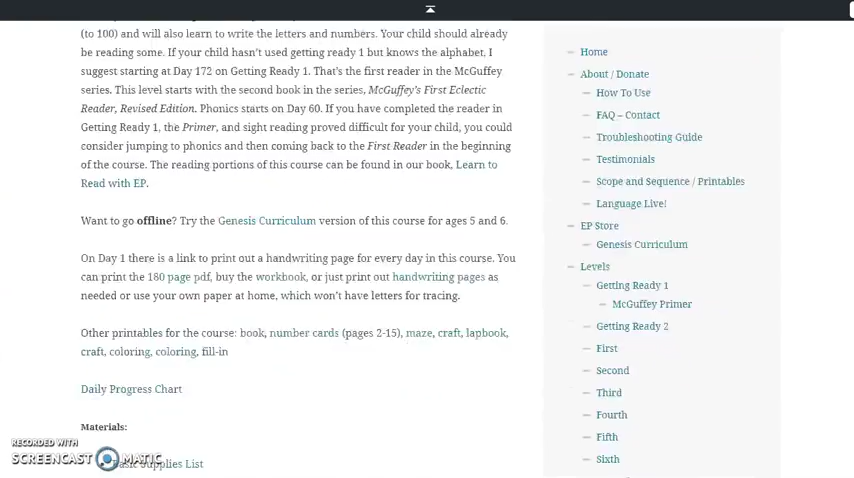 (to 100) and will also learn to write the letters and numbers. Your child should already
be reading some. If your child hasn't used getting ready 1 but knows the alphabet, I
suggest starting at Day 172 on Getting Ready 1. That's the first reader in the McGuffey
series. This level starts with the second book in the series, McGuffey's First Eclectic
Reader, Revised Edition. Phonics starts on Day 60. If you have completed the reader in
Getting Ready 1, the Primer, and sight reading proved difficult for your child, you could
consider jumping to phonics and then coming back to the First Reader in the beginning
of the course. The reading portions of this course can be found in our book, Learn to
Read with EP.
Want to go offline? Try the Genesis Curriculum version of this course for ages 5 and 6.
On Day 1 there is a link to print out a handwriting page for every day in this course. You
can print the 180 page pdf, buy the workbook, or just print out handwriting pages as
needed or use your own paper at home, which won't have letters for tracing.
Other printables for the course: book, number cards (pages 2-15), maze, craft, lapbook,
craft, coloring, coloring, fill-in
Daily Progress Chart
Materials:
Basic Supplies List
RECORDED WITH
SCREENCAST MATIC
Home
About / Donate
How To Use
FAQ – Contact
Troubleshooting Guide
Testimonials
Scope and Sequence / Printables
Language Live!
EP Store
Genesis Curriculum
Levels
Getting Ready 1
McGuffey Primer
Getting Ready 2
First
Second
Third
Fourth
Fifth
Sixth